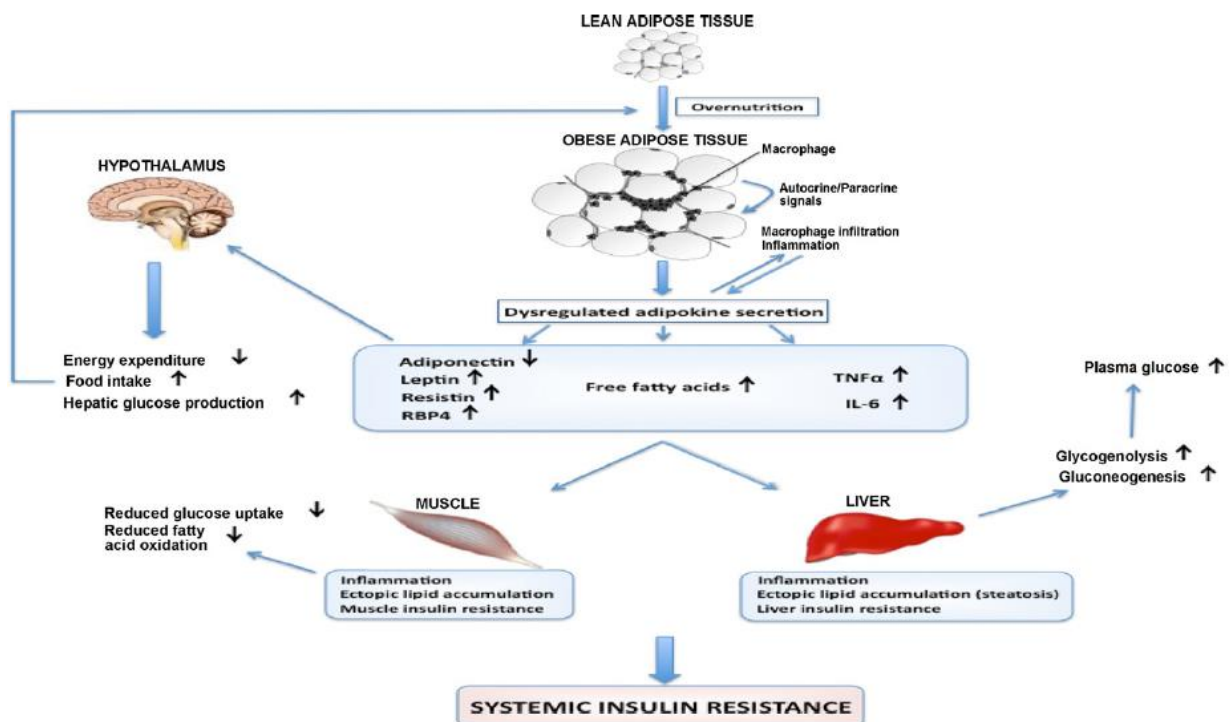 LEAN ADIPOSE TISSUE
Overnutrition
OBESE ADIPOSE TISSUE
Macrophage
Autocrine/Paracrine
signals
Macrophage infiltration
Inflammation
HYPOTHALAMUS
Energy expenditure ↓
Food intake ↑
Hepatic glucose production ↑
Dysregulated adipokine secretion
Adiponectin ↓
Leptin ↑
Resistin ↑
RBP4 ↑
Free fatty acids ↑
TNFα ↑
IL-6 ↑
Plasma glucose ↑
Glycogenolysis ↑
Gluconeogenesis ↑
MUSCLE
Reduced glucose uptake ↓
Reduced fatty ↓
acid oxidation
Inflammation
Ectopic lipid accumulation
Muscle insulin resistance
LIVER
Inflammation
Ectopic lipid accumulation (steatosis)
Liver insulin resistance
SYSTEMIC INSULIN RESISTANCE